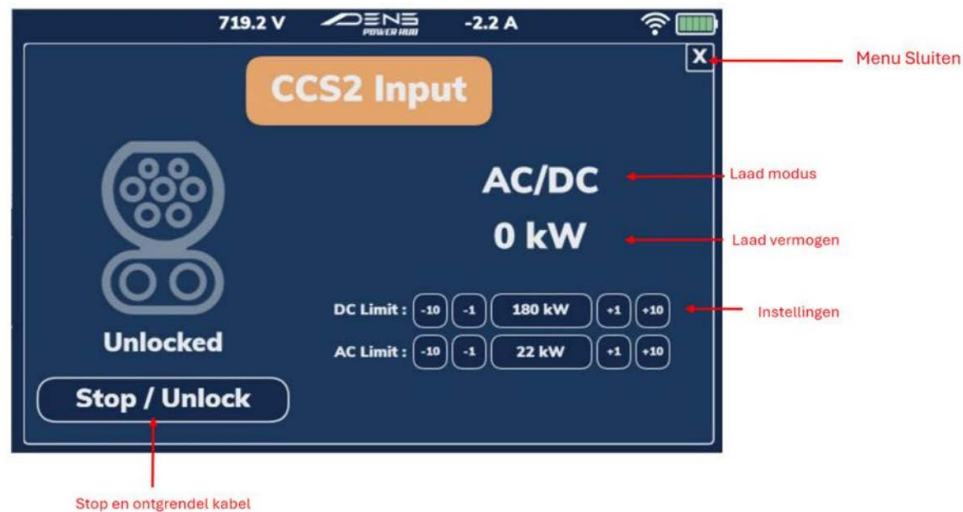 719.2 V DENS POWER HUB -2.2 A
X Menu Sluiten
CCS2 Input
AC/DC Laad modus
0 kW Laad vermogen
DC Limit : -10 -1 180 kW +1 +10 Instellingen
Unlocked
AC Limit : -10 -1 22 kW +1 +10
Stop / Unlock
Stop en ontgrendel kabel